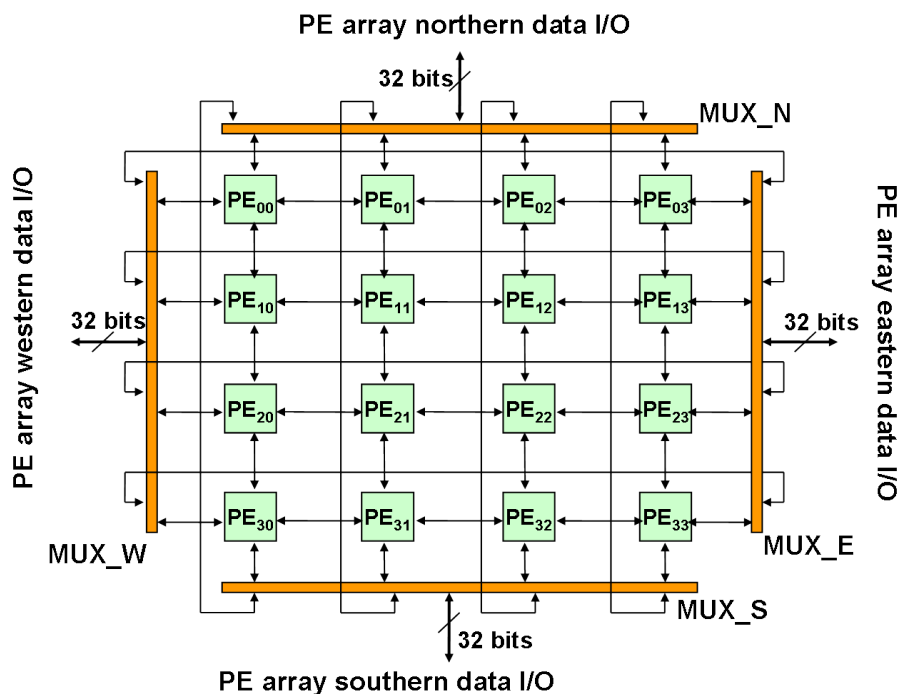 PE array northern data I/O
32 bits
MUX_N
PE array western data I/O
PE array eastern data I/O
PE00 PE01 PE02 PE03
PE10 PE11 PE12 PE13
32 bits
32 bits
PE20 PE21 PE22 PE23
PE30 PE31 PE32 PE33
MUX_W
MUX_E
MUX_S
32 bits
PE array southern data I/O